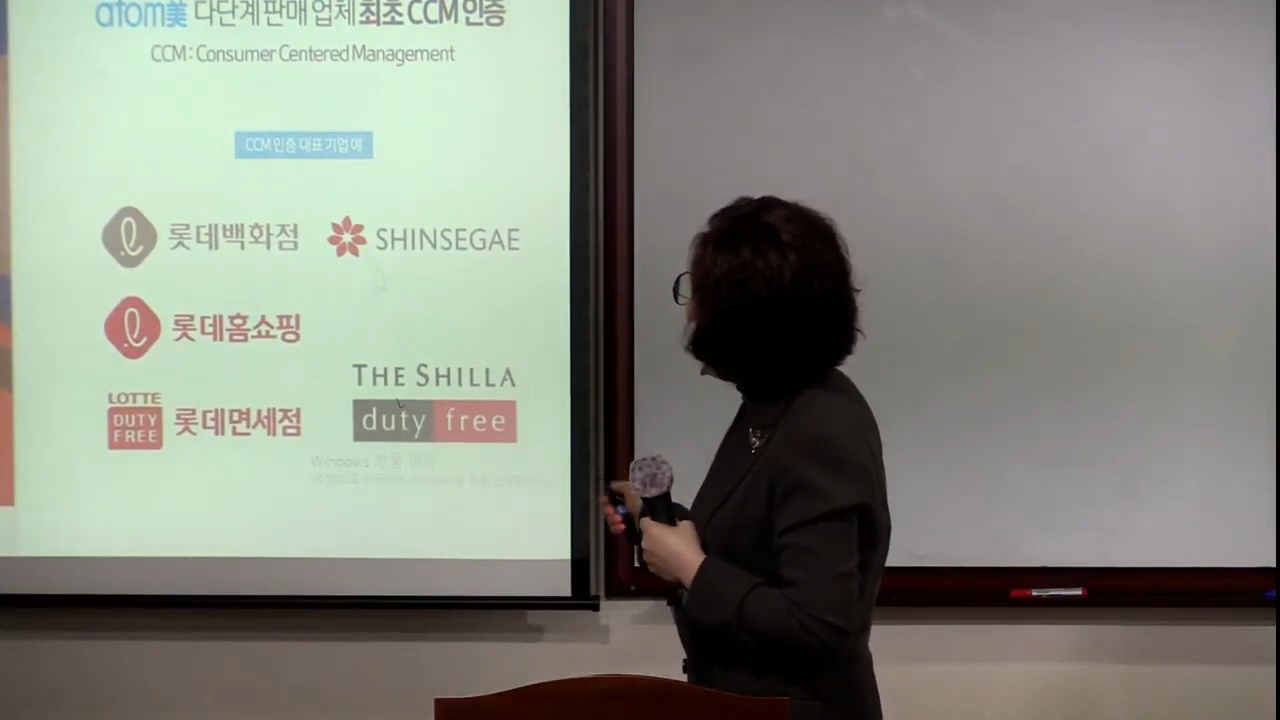 atom美 다단계 판매 업체 최초 CCM 인증
CCM : Consumer Centered Management
CCM 인증 대표 기업 예
롯데백화점
SHINSEGAE
롯데홈쇼핑
THE SHILLA
duty free
LOTTE
DUTY
FREE
롯데면세점
Windows 정품 인증